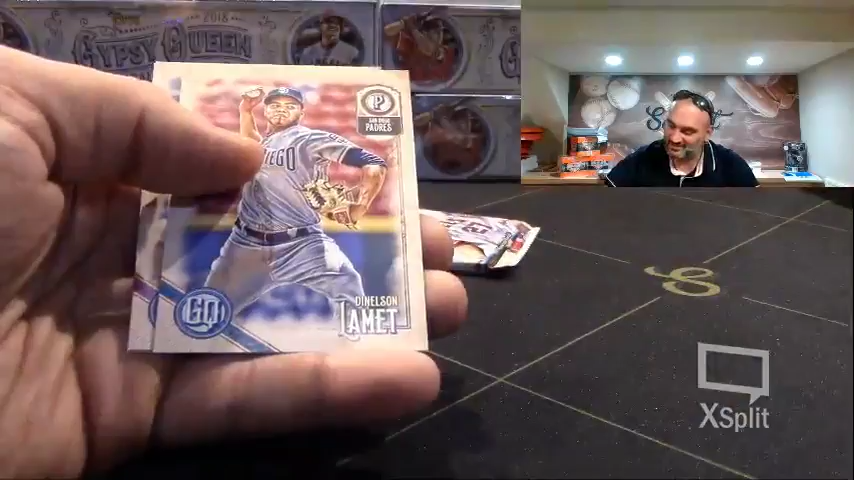 2018
GYPSY QUEEN
P
SAN DIEGO
PADRES
DIEGO
GQ
DINELSON
LAMET
XSplit